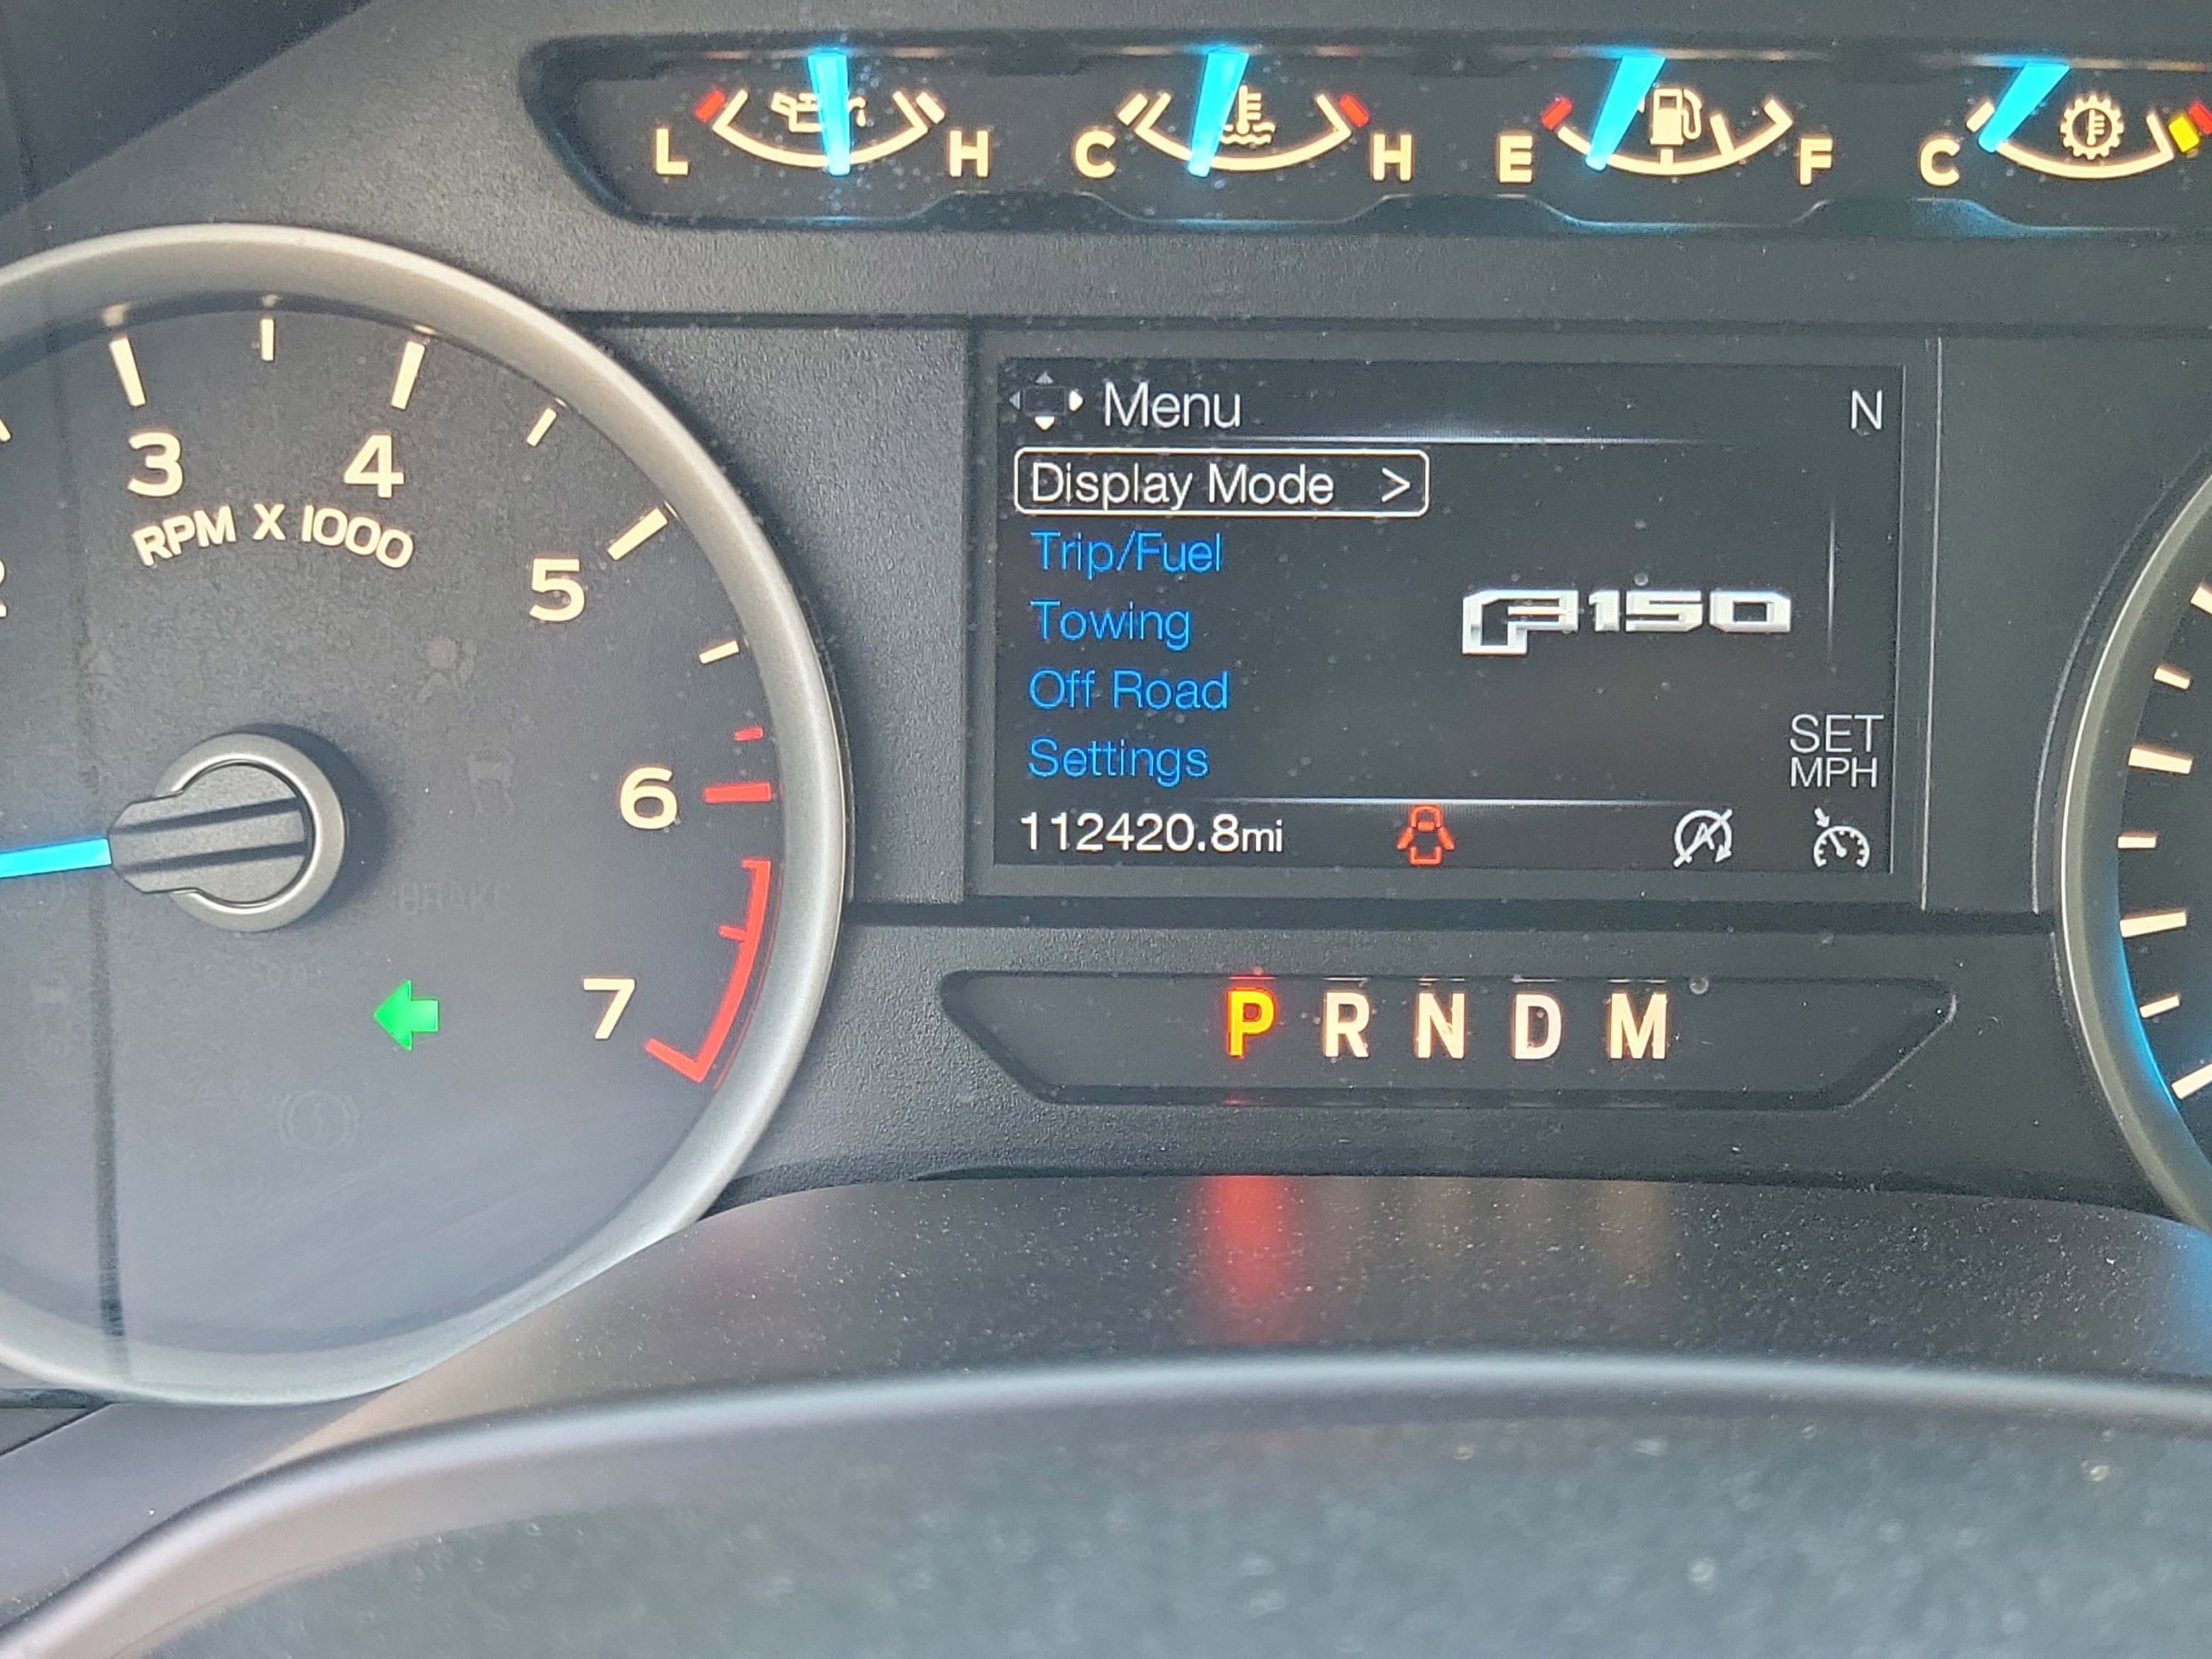 L H C H E F C
Menu N
Display Mode >
Trip/Fuel
Towing
Off Road
Settings
F150
SET
MPH
112420.8mi
3 4 5 6 7
RPM X 1000
BRAKE
P R N D M